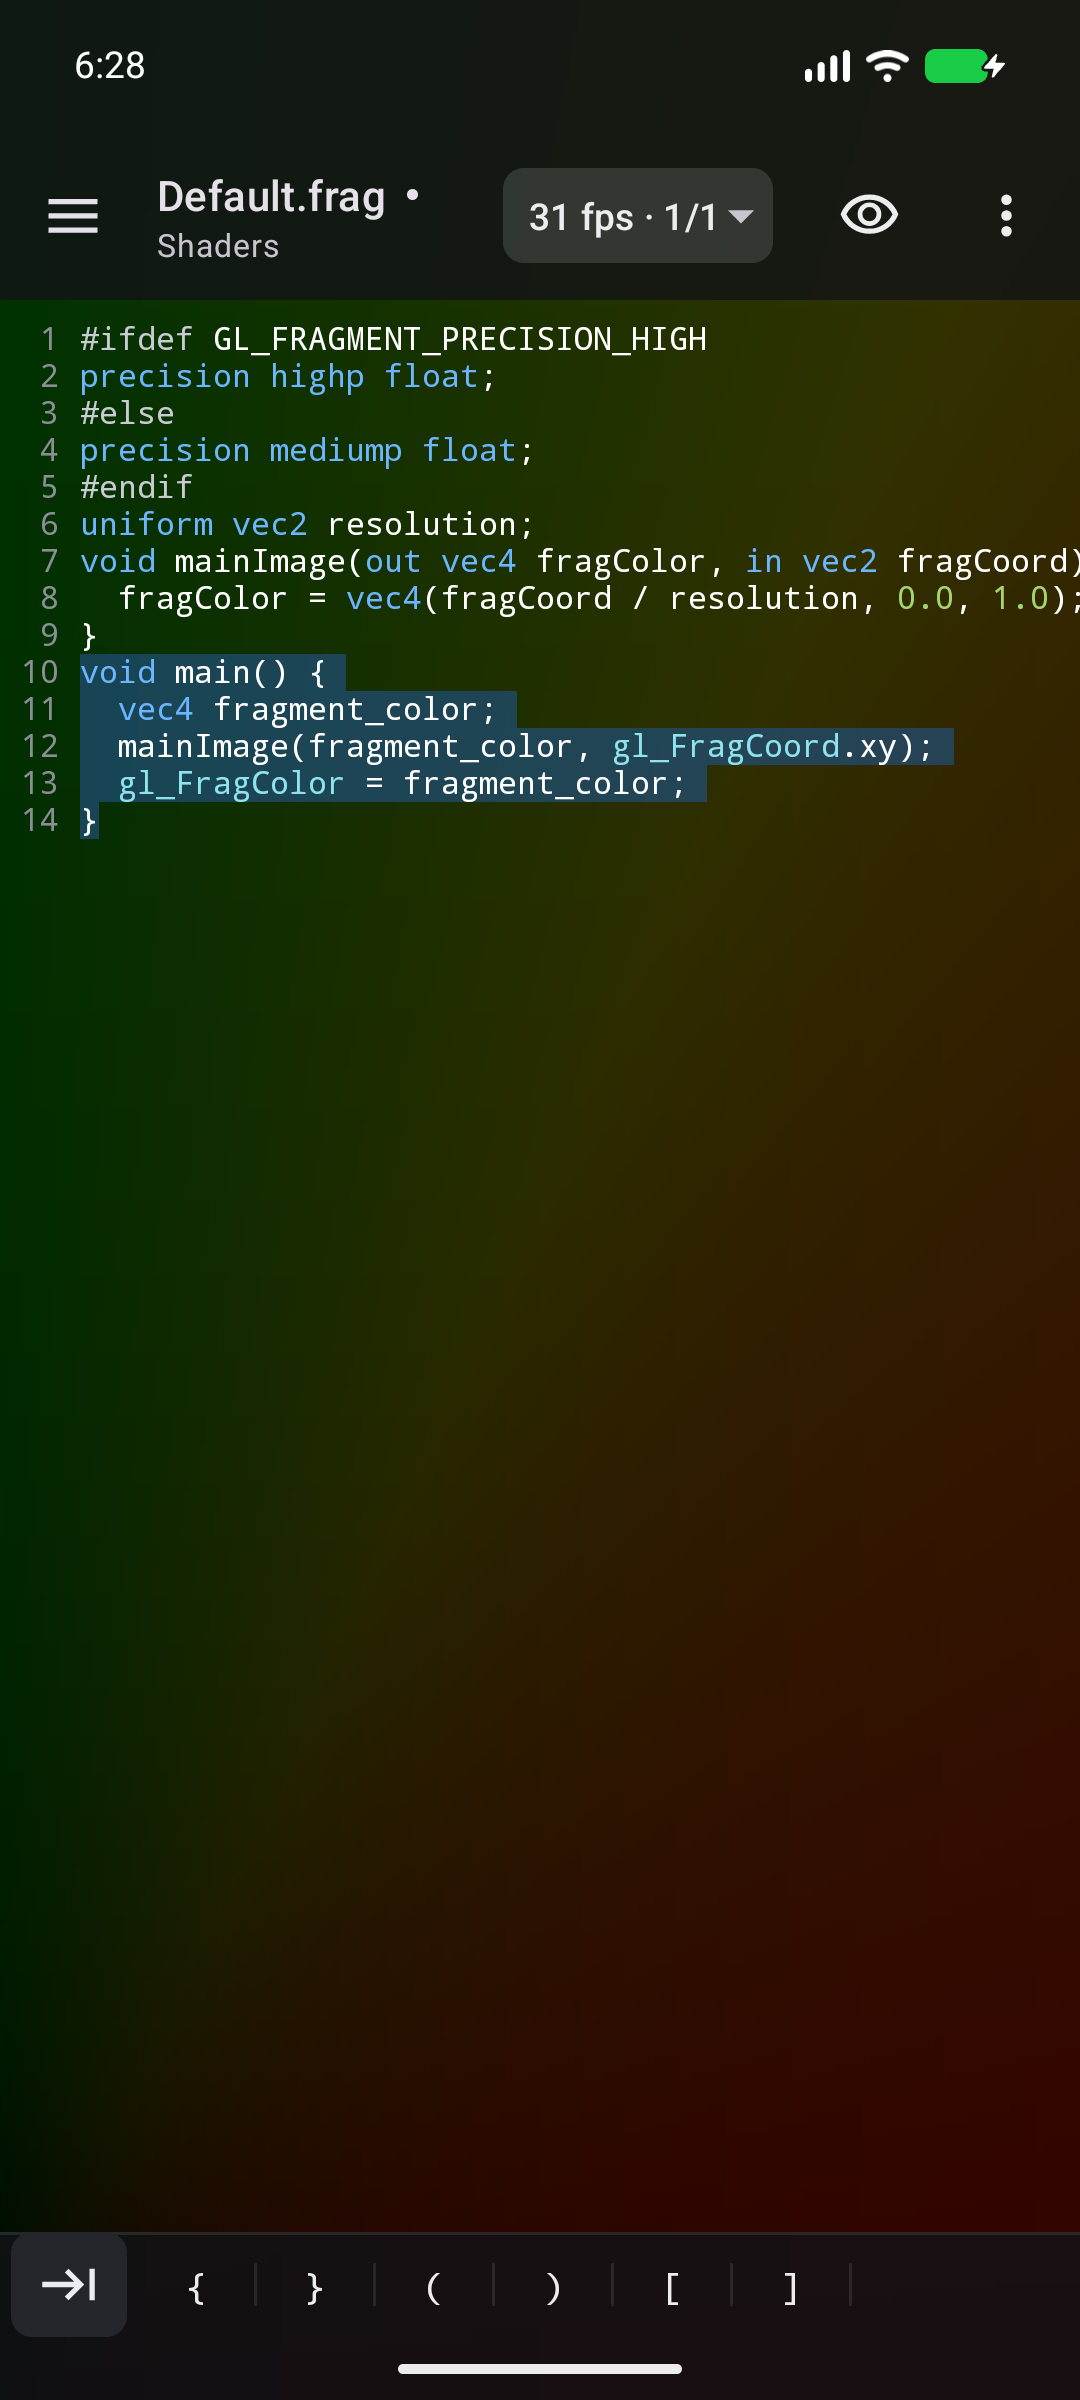 6:28
Default.frag •
Shaders
31 fps · 1/1
1 #ifdef GL_FRAGMENT_PRECISION_HIGH
2 precision highp float;
3 #else
4 precision mediump float;
5 #endif
6 uniform vec2 resolution;
7 void mainImage(out vec4 fragColor, in vec2 fragCoord)
8   fragColor = vec4(fragCoord / resolution, 0.0, 1.0);
9 }
10 void main() {
11   vec4 fragment_color;
12   mainImage(fragment_color, gl_FragCoord.xy);
13   gl_FragColor = fragment_color;
14 }
{ } ( ) [ ]